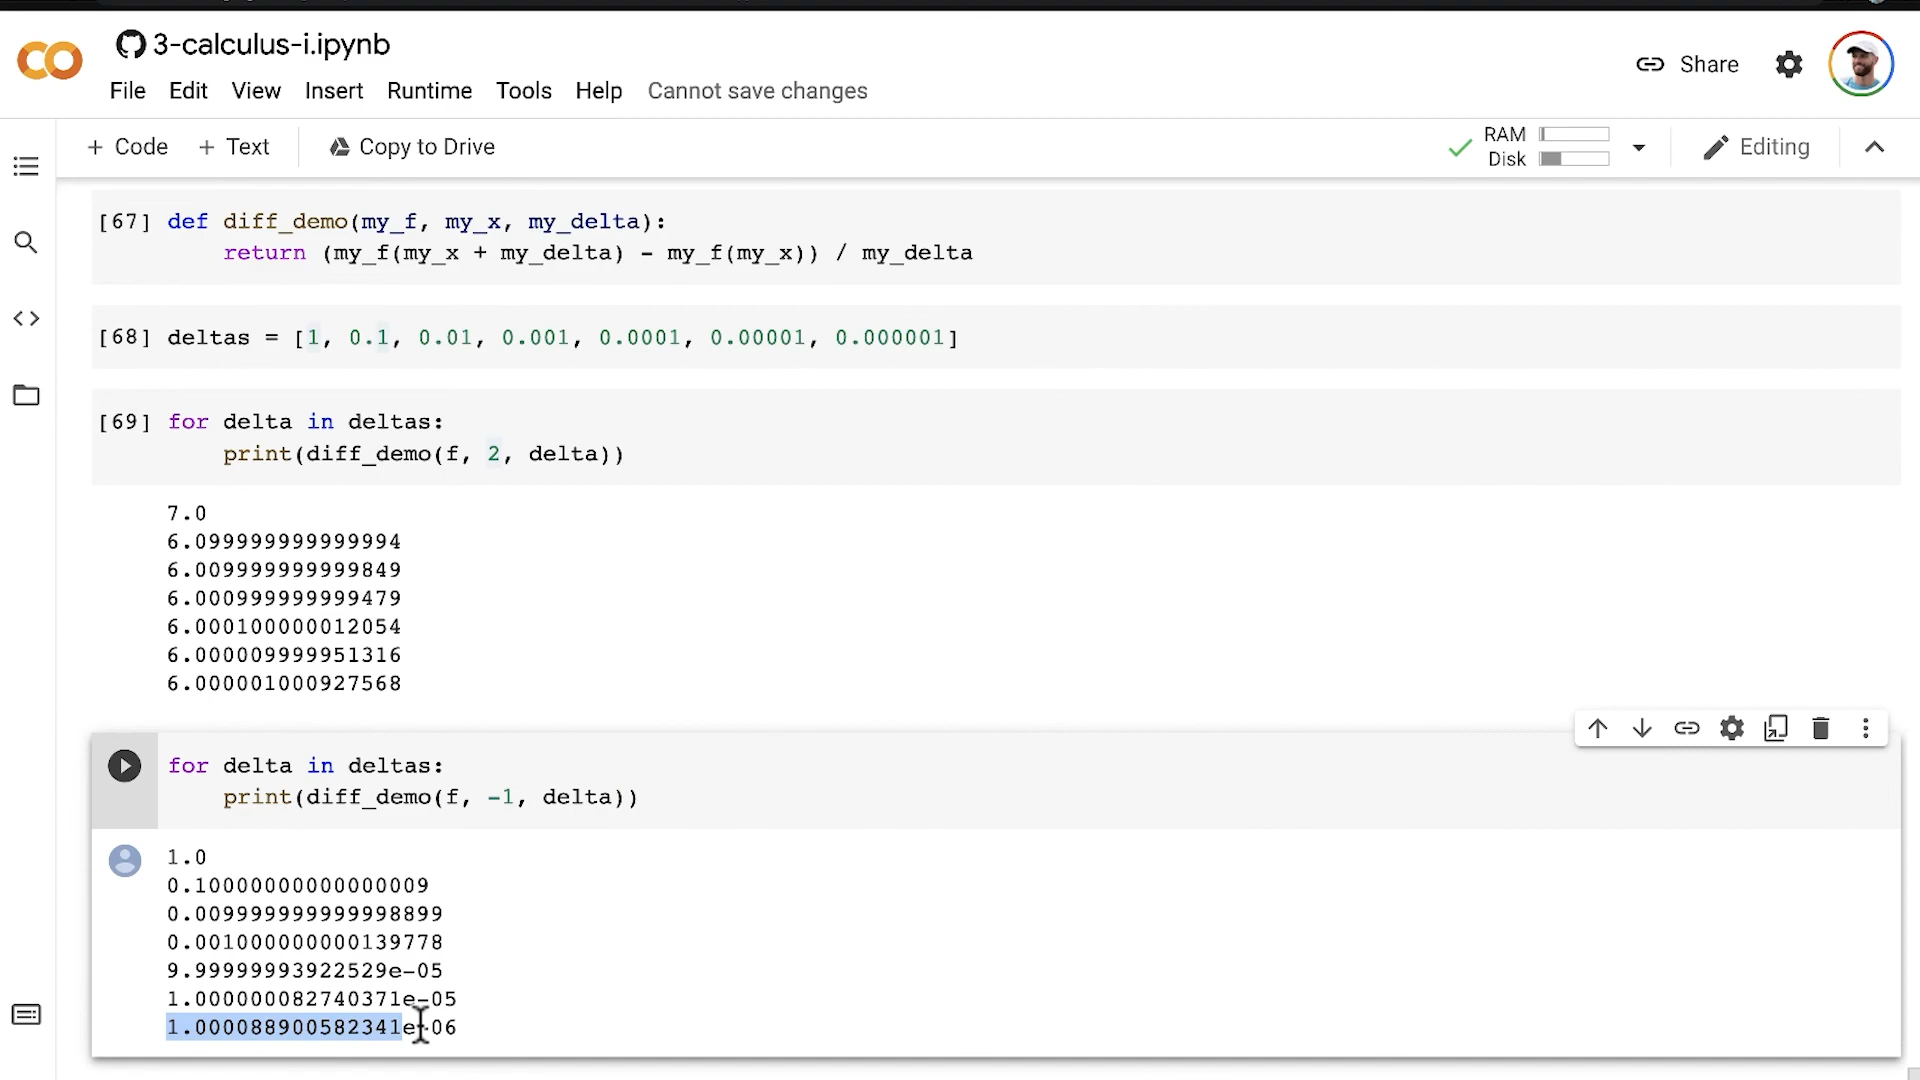 3-calculus-i.ipynb
File Edit View Insert Runtime Tools Help Cannot save changes
Share
+ Code + Text Copy to Drive
RAM
Disk
Editing
[67] def diff_demo(my_f, my_x, my_delta):
return (my_f(my_x + my_delta) - my_f(my_x)) / my_delta
[68] deltas = [1, 0.1, 0.01, 0.001, 0.0001, 0.00001, 0.000001]
[69] for delta in deltas:
print(diff_demo(f, 2, delta))
7.0
6.099999999999994
6.009999999999849
6.000999999999479
6.000100000012054
6.000009999951316
6.000001000927568
for delta in deltas:
print(diff_demo(f, -1, delta))
1.0
0.10000000000000009
0.009999999999998899
0.001000000000139778
9.99999993922529e-05
1.000000082740371e-05
1.000088900582341e-06